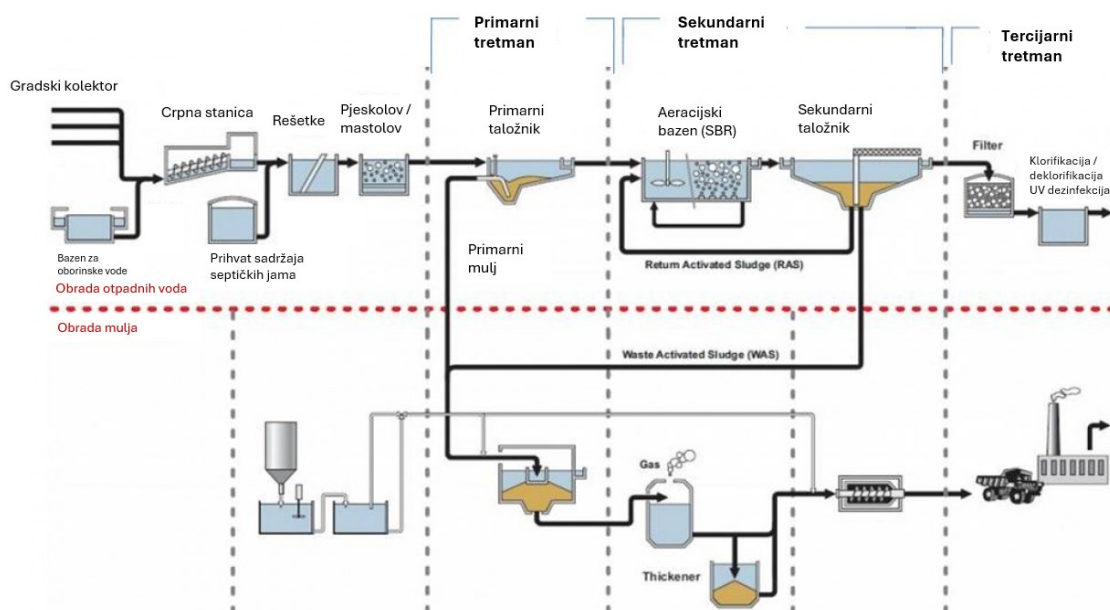 Primarni
tretman
Sekundarni
tretman
Tercijarni
tretman
Gradski kolektor
Crpna stanica
Rešetke
Pjeskolov /
mastolov
Primarni
taložnik
Aeracijski
bazen (SBR)
Sekundarni
taložnik
Filter
Klorifikacija /
deklorifikacija
UV dezinfekcija
Bazen za
oborinske vode
Prihvat sadržaja
septičkih jama
Primarni
mulj
Return Activated Sludge (RAS)
Obrada otpadnih voda
Obrada mulja
Waste Activated Sludge (WAS)
Gas
Thickener